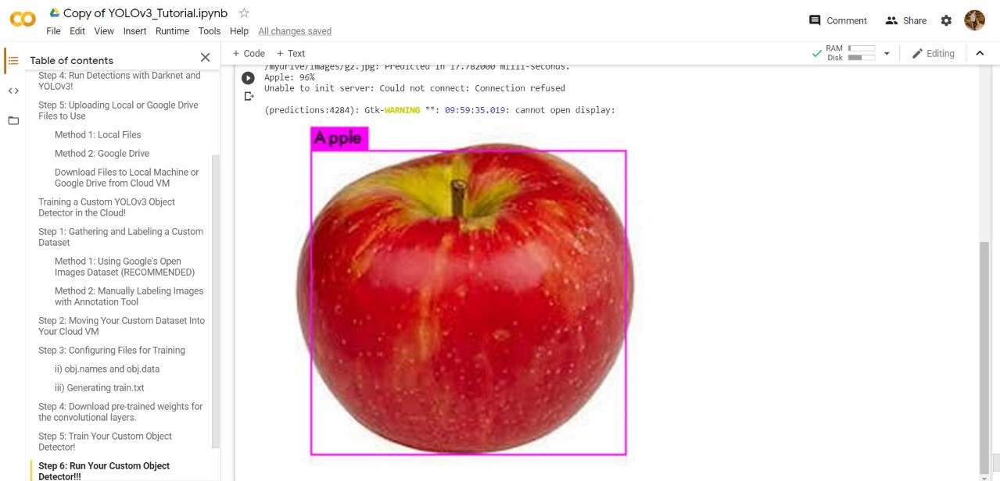 Copy of YOLOv3_Tutorial.ipynb
File Edit View Insert Runtime Tools Help All changes saved
Comment Share
Table of contents
Step 4: Run Detections with Darknet and
YOLOv3!
Step 5: Uploading Local or Google Drive
Files to Use
Method 1: Local Files
Method 2: Google Drive
Download Files to Local Machine or
Google Drive from Cloud VM
Training a Custom YOLOv3 Object
Detector in the Cloud!
Step 1: Gathering and Labeling a Custom
Dataset
Method 1: Using Google's Open
Images Dataset (RECOMMENDED)
Method 2: Manually Labeling Images
with Annotation Tool
Step 2: Moving Your Custom Dataset Into
Your Cloud VM
Step 3: Configuring Files for Training
ii) obj.names and obj.data
iii) Generating train.txt
Step 4: Download pre-trained weights for
the convolutional layers.
Step 5: Train Your Custom Object
Detector!
Step 6: Run Your Custom Object
Detector!!!
+ Code + Text
RAM
Disk
Editing
/mydrive/images/g2.jpg: Predicted in 17.782000 milli-seconds.
Apple: 96%
Unable to init server: Could not connect: Connection refused
(predictions:4284): Gtk-WARNING **: 09:59:35.019: cannot open display:
Apple